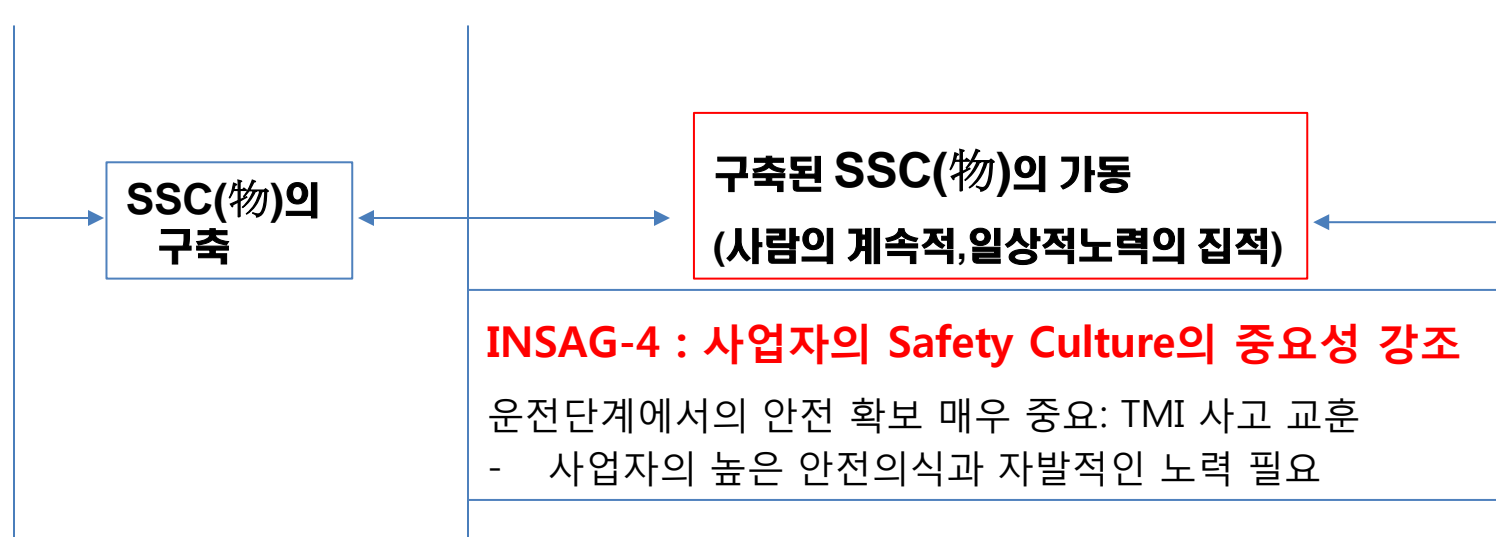 SSC(物)의
구축
구축된 SSC(物)의 가동
(사람의 계속적,일상적노력의 집적)
INSAG-4 : 사업자의 Safety Culture의 중요성 강조
운전단계에서의 안전 확보 매우 중요: TMI 사고 교훈
- 사업자의 높은 안전의식과 자발적인 노력 필요